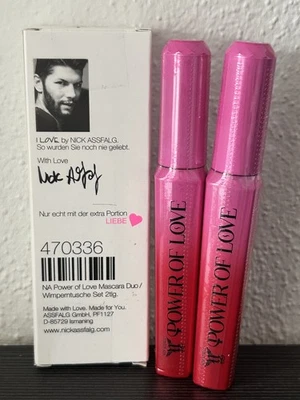 I LOVE by NICK ASSFALG.
So wurden Sie noch nie geliebt.
With Love
Nick Assfalg
Nur echt mit der extra Portion
LIEBE
470336
NA Power of Love Mascara Duo /
Wimperntusche Set 2tlg.
Made with Love. Made for You.
ASSFALG GmbH, PF1127
D-85729 Ismaning
www.nickassfalg.com
POWER OF LOVE
POWER OF LOVE